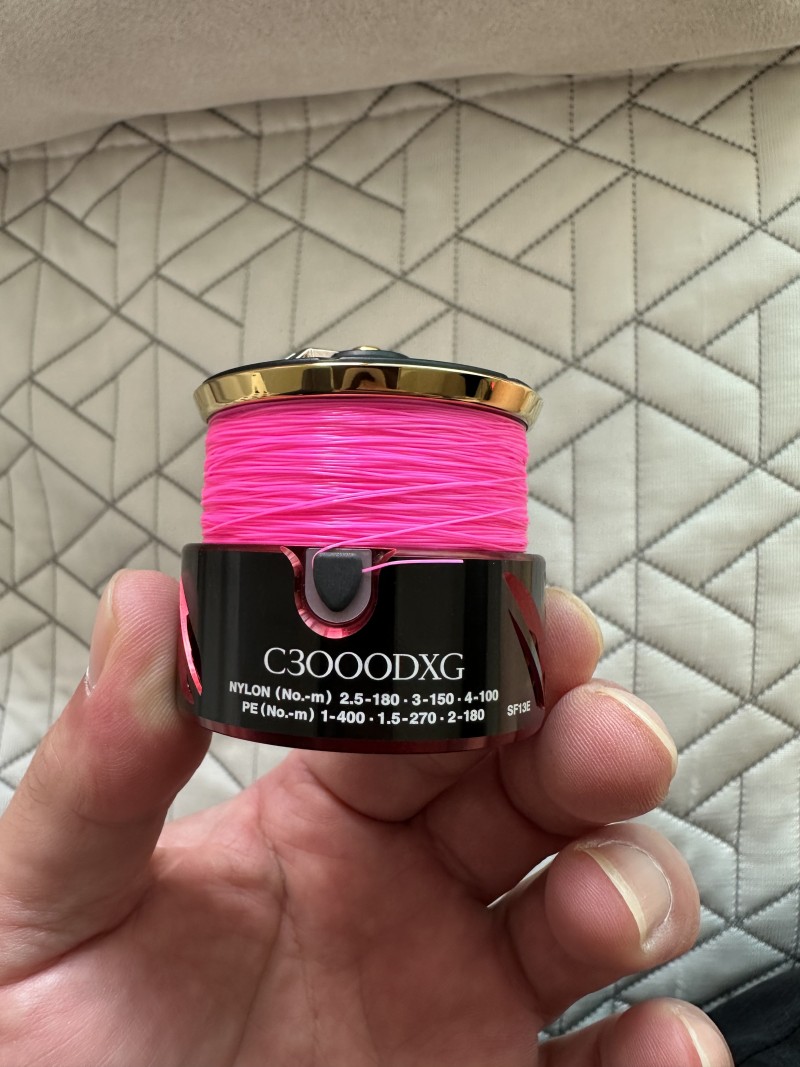 C3000DXG
NYLON (No.-m) 2.5-180 · 3-150 · 4-100
PE (No.-m) 1-400 · 1.5-270 · 2-180
SF13E